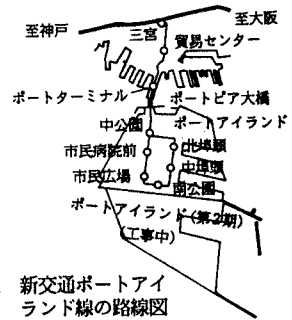 至神戸
至大阪
三宮
貿易センター
ポートターミナル
ポートピア大橋
中公園
ポートアイランド
市民病院前
北埠頭
中埠頭
市民広場
南公園
ポートアイランド(第2期)
(工事中)
新交通ポートアイ
ランド線の路線図